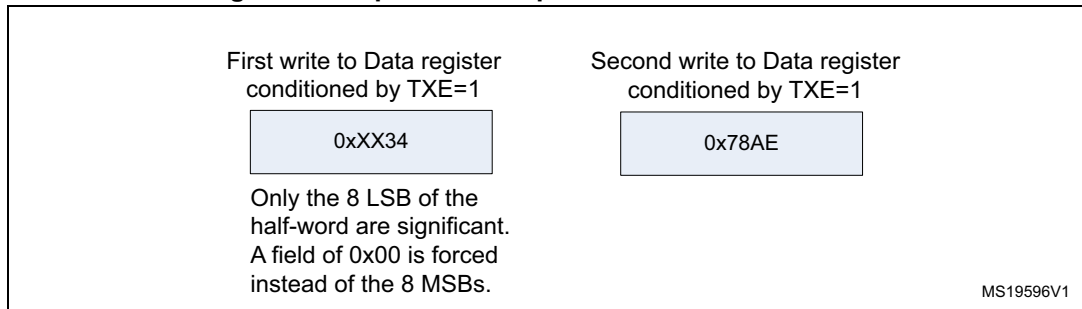 First write to Data register
conditioned by TXE=1
0xXX34
Only the 8 LSB of the
half-word are significant.
A field of 0x00 is forced
instead of the 8 MSBs.
Second write to Data register
conditioned by TXE=1
0x78AE
MS19596V1